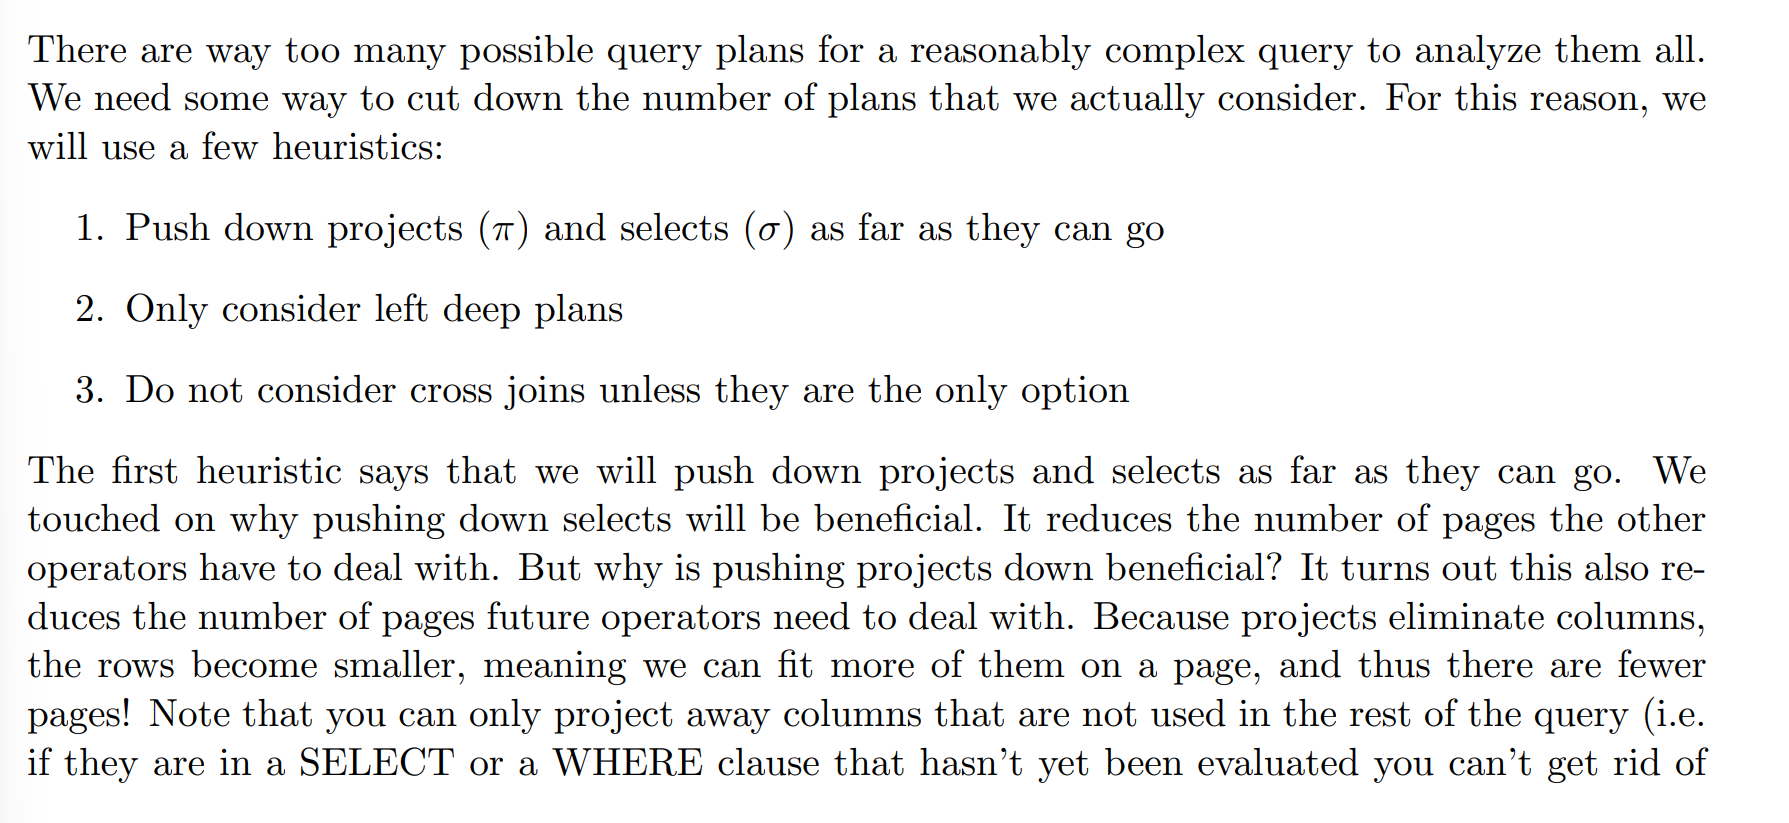 There are way too many possible query plans for a reasonably complex query to analyze them all.
We need some way to cut down the number of plans that we actually consider. For this reason, we
will use a few heuristics:
1. Push down projects (π) and selects (σ) as far as they can go
2. Only consider left deep plans
3. Do not consider cross joins unless they are the only option
The first heuristic says that we will push down projects and selects as far as they can go. We
touched on why pushing down selects will be beneficial. It reduces the number of pages the other
operators have to deal with. But why is pushing projects down beneficial? It turns out this also re-
duces the number of pages future operators need to deal with. Because projects eliminate columns,
the rows become smaller, meaning we can fit more of them on a page, and thus there are fewer
pages! Note that you can only project away columns that are not used in the rest of the query (i.e.
if they are in a SELECT or a WHERE clause that hasn’t yet been evaluated you can’t get rid of